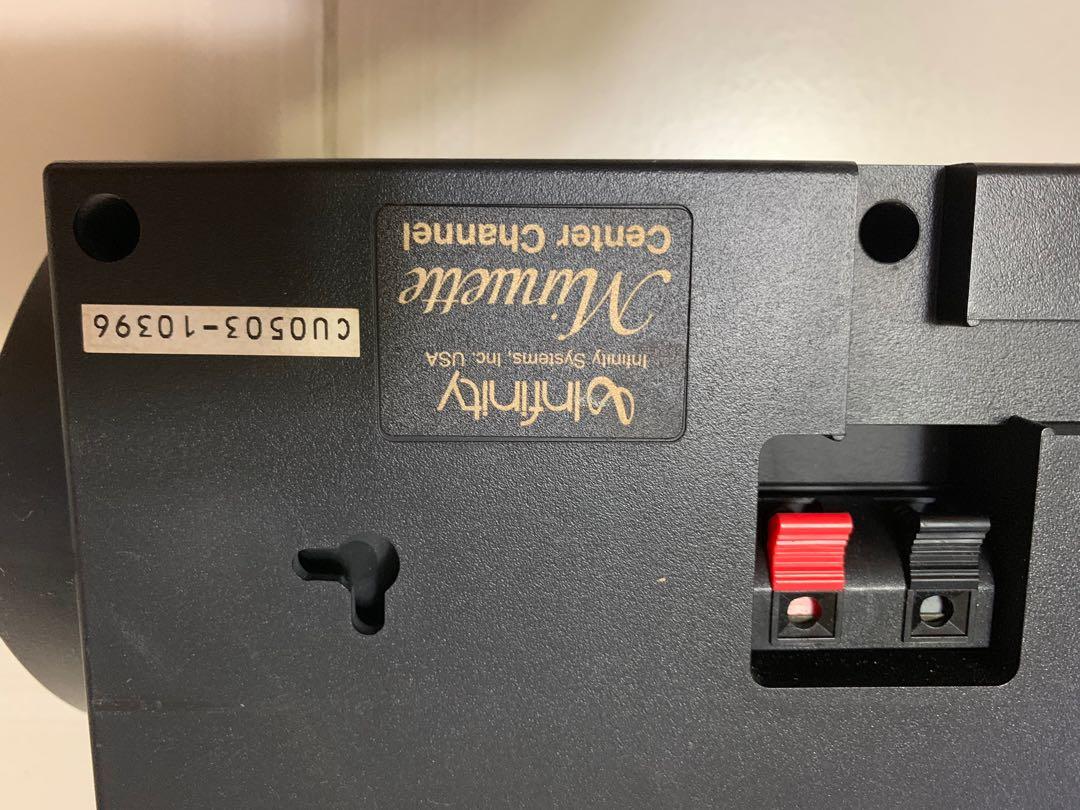 Infinity
Infinity Systems, Inc. USA
Minuette
Center Channel
CU0503-10396